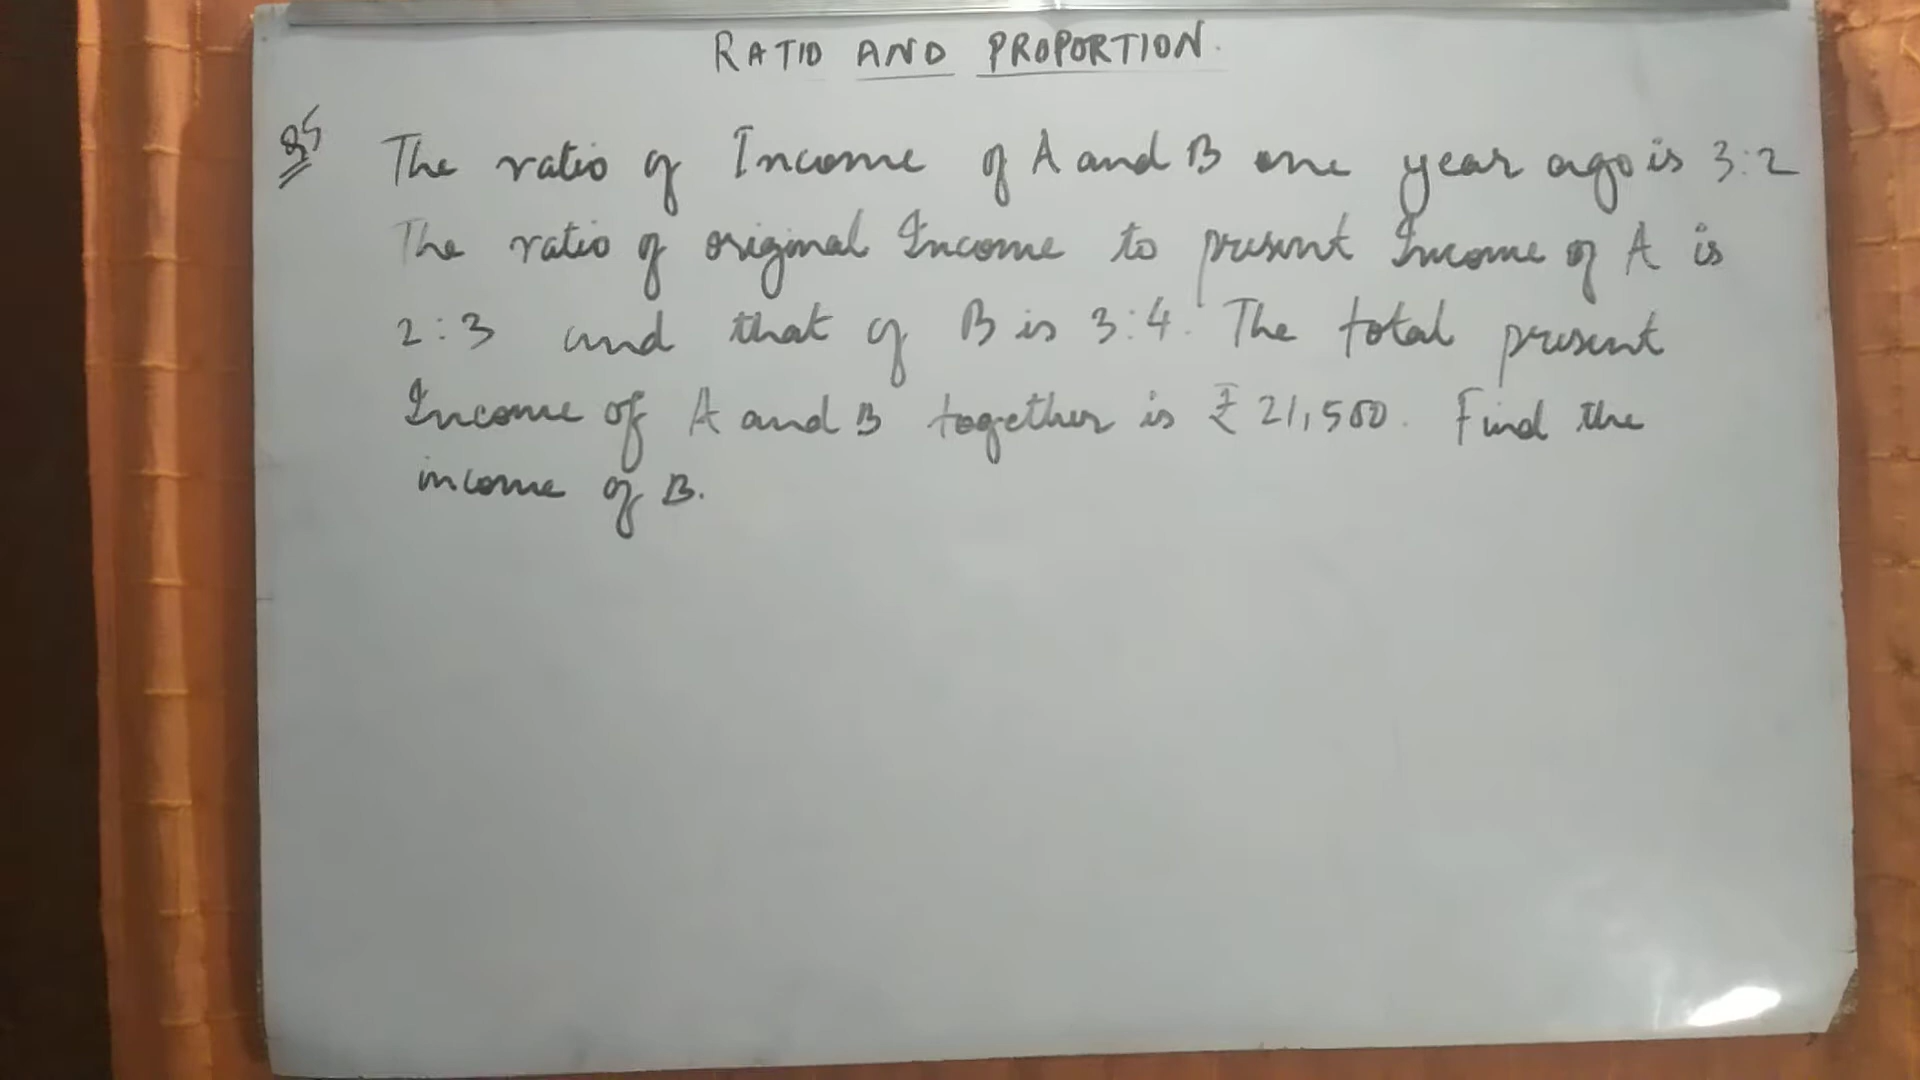 RATIO AND PROPORTION.
Q5 The ratio of Income of A and B one year ago is 3:2
The ratio of original Income to present Income of A is
2:3 and that of B is 3:4. The total present
Income of A and B together is ₹ 21,500. Find the
income of B.